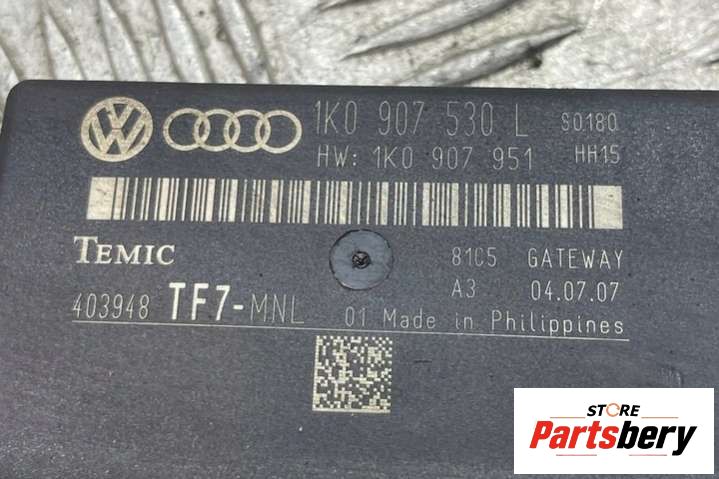 1K0 907 530 L S0180
HW: 1K0 907 951 HH15
TEMIC 81C5 GATEWAY
A3 04.07.07
403948 TF7-MNL 01 Made in Philippines
STORE
Partsbery